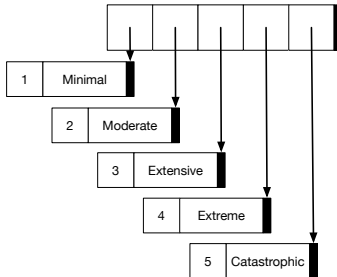 1 Minimal
2 Moderate
3 Extensive
4 Extreme
5 Catastrophic